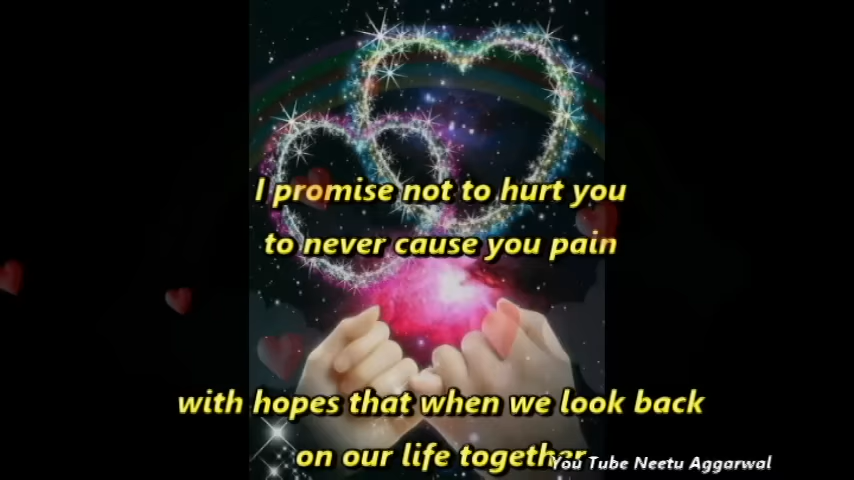 I promise not to hurt you
to never cause you pain
with hopes that when we look back
on our life together
You Tube Neetu Aggarwal